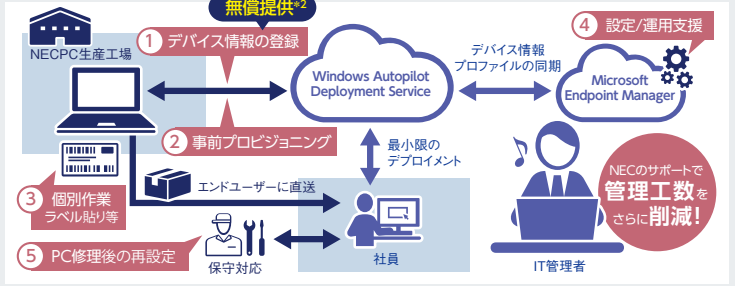 無償提供*2
① デバイス情報の登録
NECPC生産工場
② 事前プロビジョニング
③ 個別作業
ラベル貼り等
エンドユーザーに直送
⑤ PC修理後の再設定
保守対応
Windows Autopilot
Deployment Service
最小限の
デプロイメント
社員
デバイス情報
プロファイルの同期
④ 設定/運用支援
Microsoft
Endpoint Manager
NECのサポートで
管理工数を
さらに削減!
IT管理者